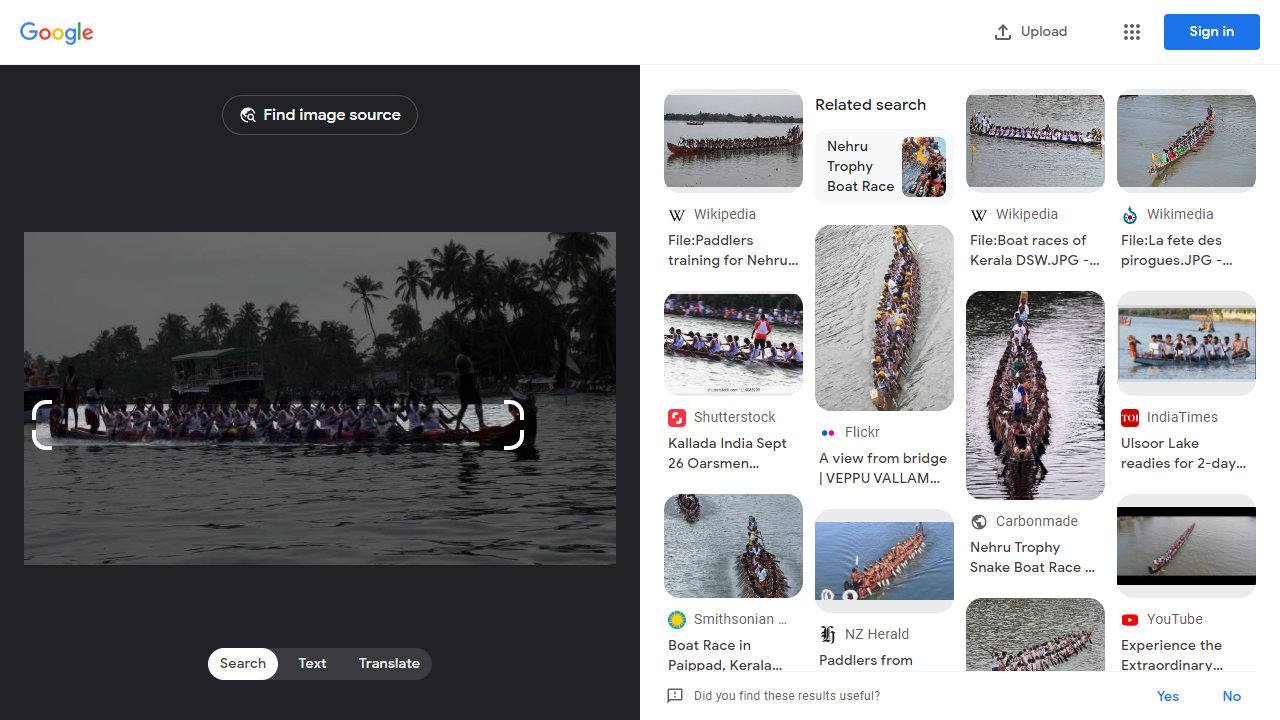 Google
Upload
Sign in
Find image source
Search
Text
Translate
Wikipedia
File:Paddlers
training for Nehru...
Shutterstock
Kallada India Sept
26 Oarsmen...
Smithsonian ...
Boat Race in
Paippad, Kerala...
Related search
Nehru
Trophy
Boat Race
Flickr
A view from bridge
| VEPPU VALLAM...
NZ Herald
Paddlers from
Wikipedia
File:Boat races of
Kerala DSW.JPG -...
Carbonmade
Nehru Trophy
Snake Boat Race ...
Wikimedia
File:La fete des
pirogues.JPG -...
TOI
IndiaTimes
Ulsoor Lake
readies for 2-day...
YouTube
Experience the
Extraordinary...
Did you find these results useful?
Yes
No